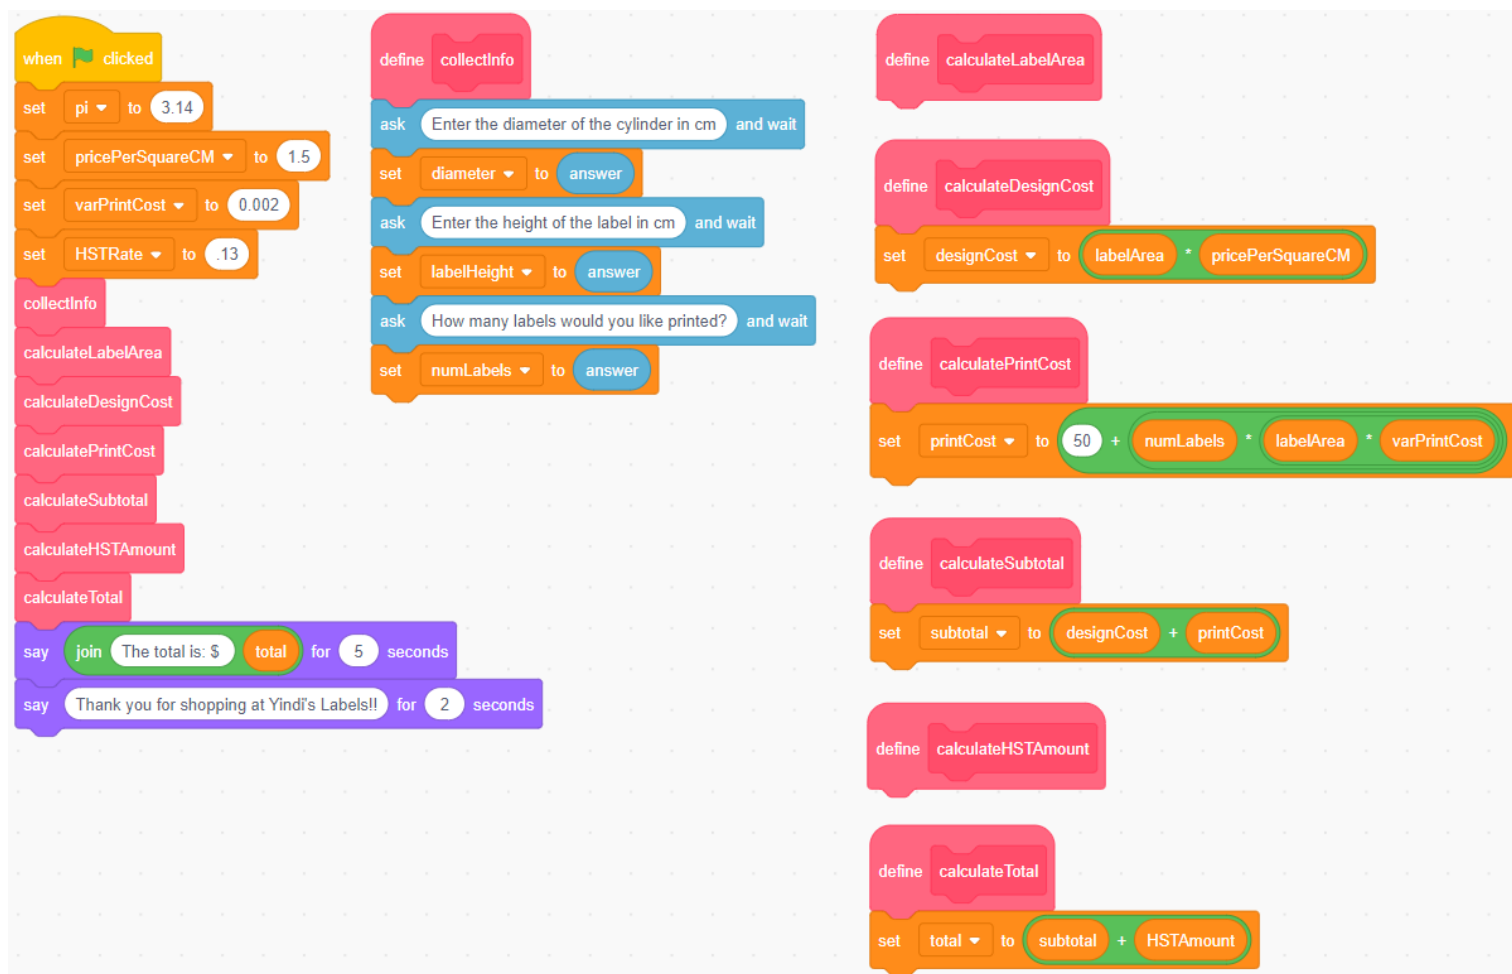 when clicked
set pi to 3.14
set pricePerSquareCM to 1.5
set varPrintCost to 0.002
set HSTRate to .13
collectInfo
calculateLabelArea
calculateDesignCost
calculatePrintCost
calculateSubtotal
calculateHSTAmount
calculateTotal
say join The total is: $ total for 5 seconds
say Thank you for shopping at Yindi's Labels!! for 2 seconds
define collectInfo
ask Enter the diameter of the cylinder in cm and wait
set diameter to answer
ask Enter the height of the label in cm and wait
set labelHeight to answer
ask How many labels would you like printed? and wait
set numLabels to answer
define calculateLabelArea
define calculateDesignCost
set designCost to labelArea * pricePerSquareCM
define calculatePrintCost
set printCost to 50 + numLabels * labelArea * varPrintCost
define calculateSubtotal
set subtotal to designCost + printCost
define calculateHSTAmount
define calculateTotal
set total to subtotal + HSTAmount